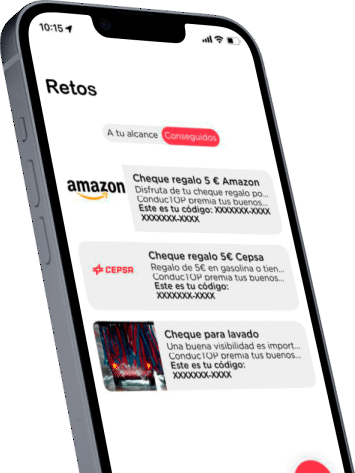 10:15
Retos
A tu alcance Conseguidos
amazon
Cheque regalo 5 € Amazon
Disfruta de tu cheque regalo po...
ConducTOP premia tus buenos...
Este es tu código: XXXXXXX-XXXX
XXXXXXX-XXXX
CEPSA
Cheque regalo 5€ Cepsa
Regalo de 5€ en gasolina o tien...
ConducTOP premia tus buenos...
Este es tu código:
XXXXXXX-XXXX
Cheque para lavado
Una buena visibilidad es import...
ConducTOP premia tus buenos...
Este es tu código:
XXXXXXX-XXXX